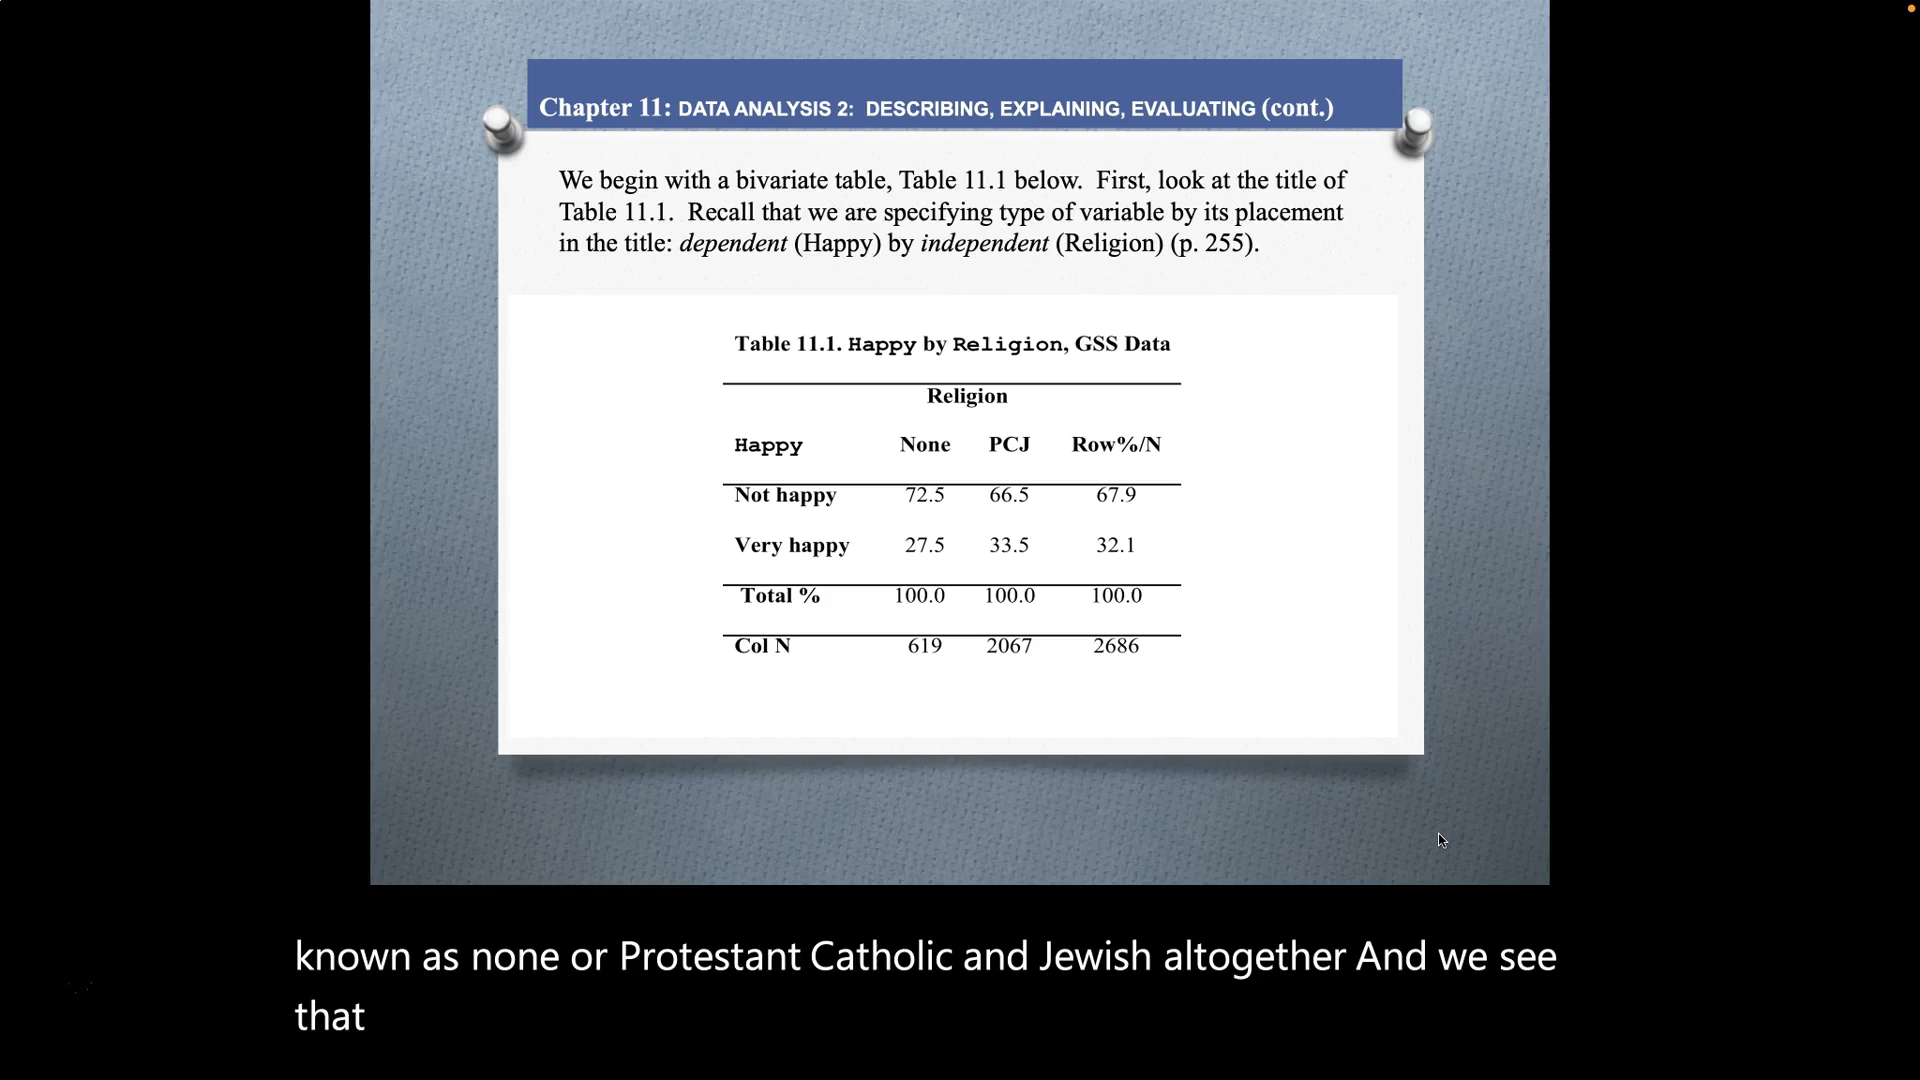 Chapter 11: DATA ANALYSIS 2: DESCRIBING, EXPLAINING, EVALUATING (cont.)
We begin with a bivariate table, Table 11.1 below. First, look at the title of
Table 11.1. Recall that we are specifying type of variable by its placement
in the title: dependent (Happy) by independent (Religion) (p. 255).
Table 11.1. Happy by Religion, GSS Data
Religion
Happy None PCJ Row%/N
Not happy 72.5 66.5 67.9
Very happy 27.5 33.5 32.1
Total % 100.0 100.0 100.0
Col N 619 2067 2686
known as none or Protestant Catholic and Jewish altogether And we see
that